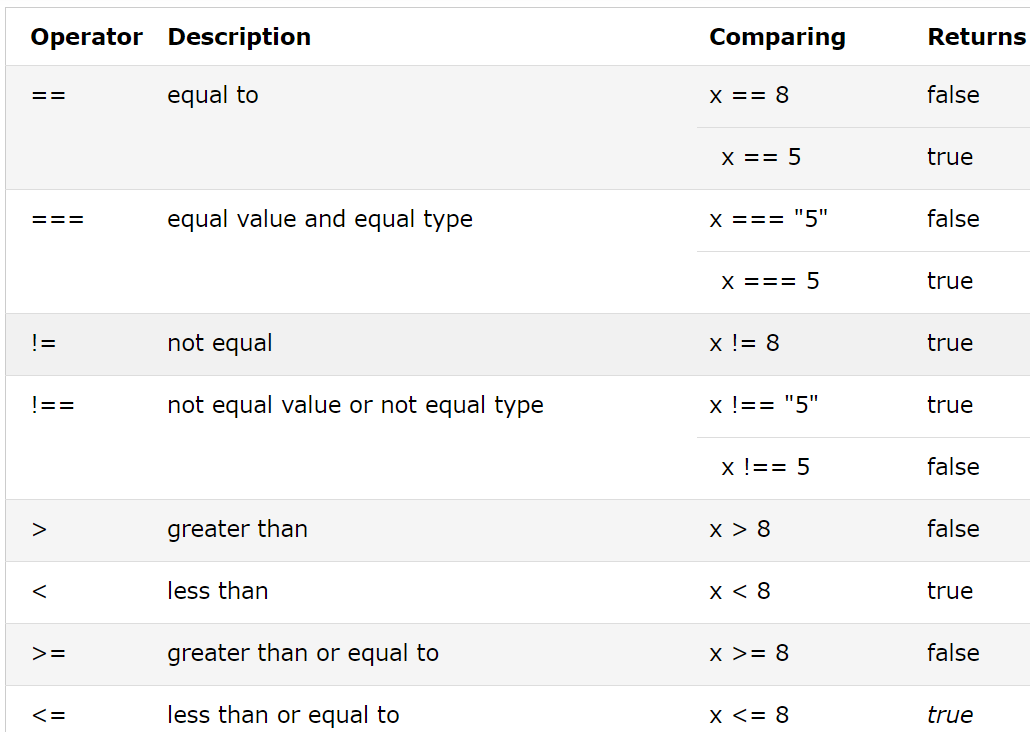 Operator Description Comparing Returns
== equal to x == 8 false
x == 5 true
=== equal value and equal type x === "5" false
x === 5 true
!= not equal x != 8 true
!== not equal value or not equal type x !== "5" true
x !== 5 false
> greater than x > 8 false
< less than x < 8 true
>= greater than or equal to x >= 8 false
<= less than or equal to x <= 8 true